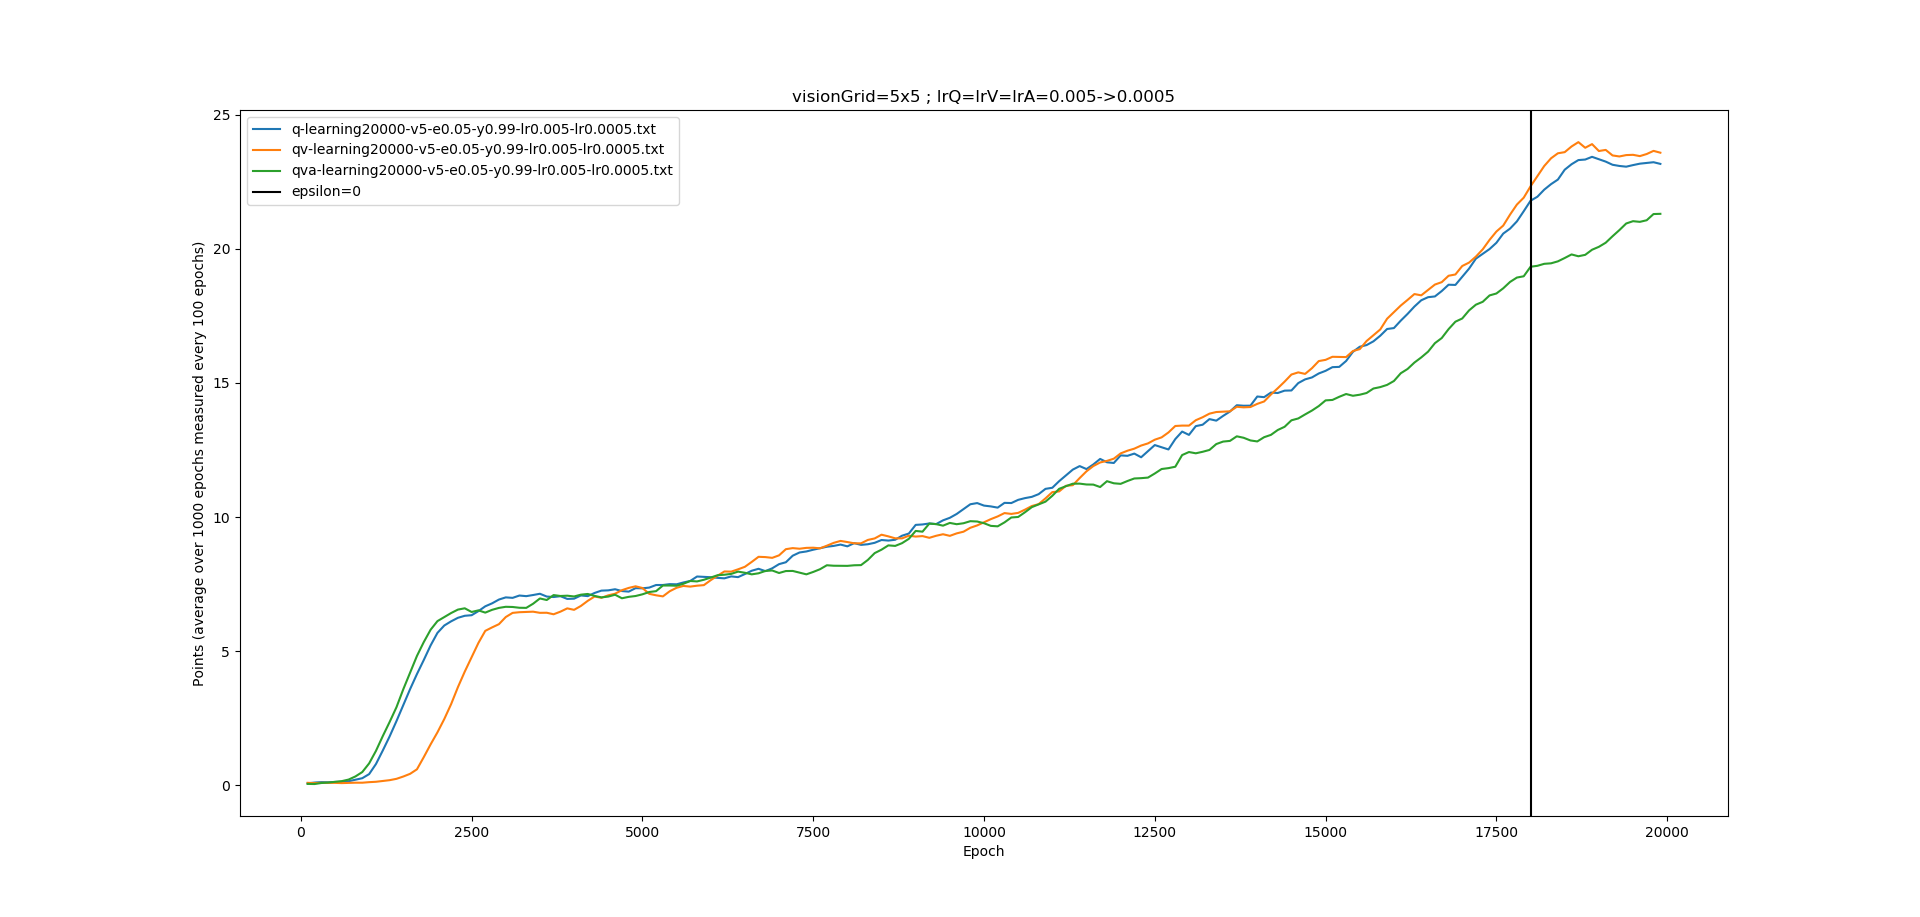 visionGrid=5x5 ; lrQ=lrV=lrA=0.005->0.0005
25
20
15
10
5
0
Points (average over 1000 epochs measured every 100 epochs)
q-learning20000-v5-e0.05-y0.99-lr0.005-lr0.0005.txt
qv-learning20000-v5-e0.05-y0.99-lr0.005-lr0.0005.txt
qva-learning20000-v5-e0.05-y0.99-lr0.005-lr0.0005.txt
epsilon=0
0 2500 5000 7500 10000 12500 15000 17500 20000
Epoch